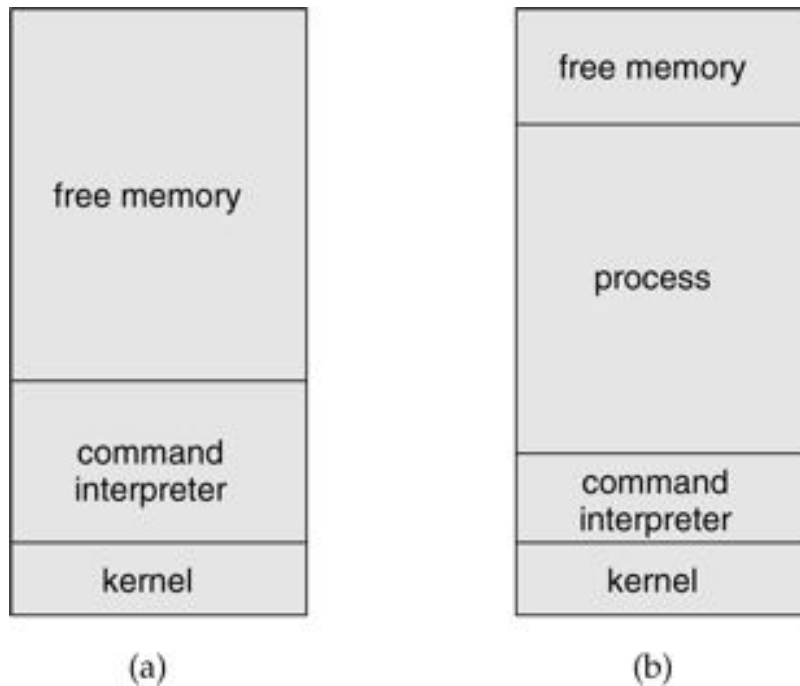 free memory
command
interpreter
kernel
(a)
free memory
process
command
interpreter
kernel
(b)